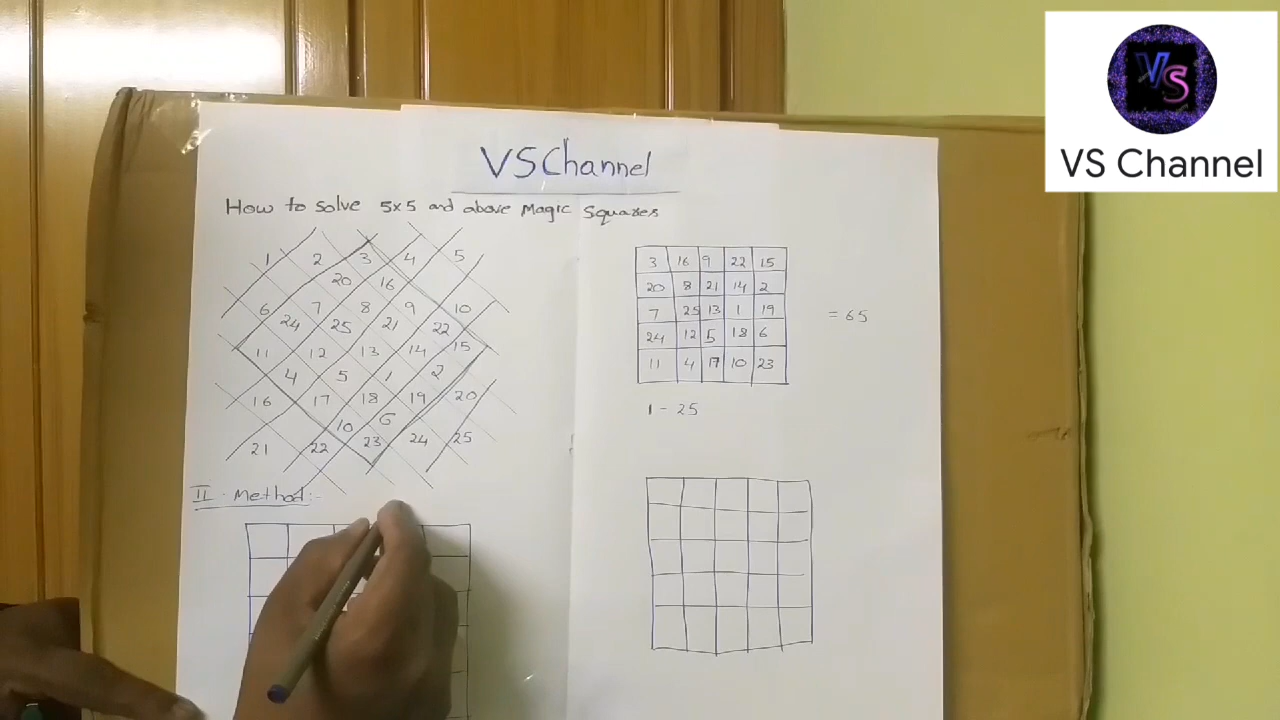 VS
VS Channel
VSChannel
How to solve 5x5 and above Magic Squares
1 2 3 4 5
20 16
6 7 8 9 10
24 25 21 22
11 12 13 14 15
4 5 1 2
16 17 18 19 20
10 6
21 22 23 24 25
3 16 9 22 15
20 8 21 14 2
7 25 13 1 19
24 12 5 18 6
11 4 17 10 23
= 65
1 - 25
II - Method:-